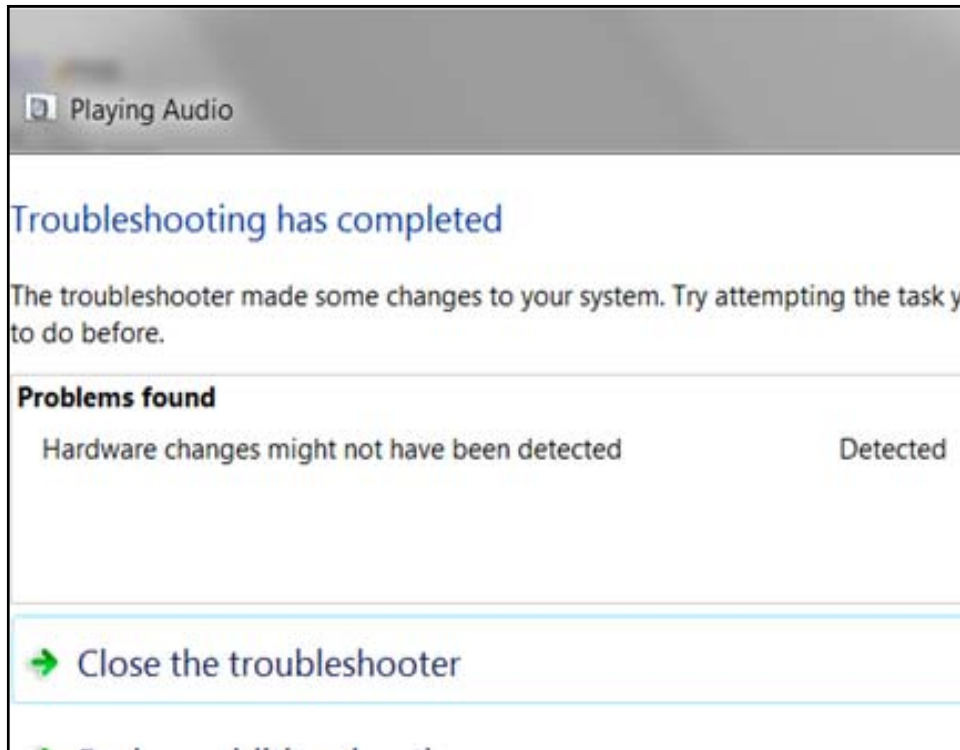 Playing Audio
Troubleshooting has completed
The troubleshooter made some changes to your system. Try attempting the task y
to do before.
Problems found
Hardware changes might not have been detected Detected
Close the troubleshooter